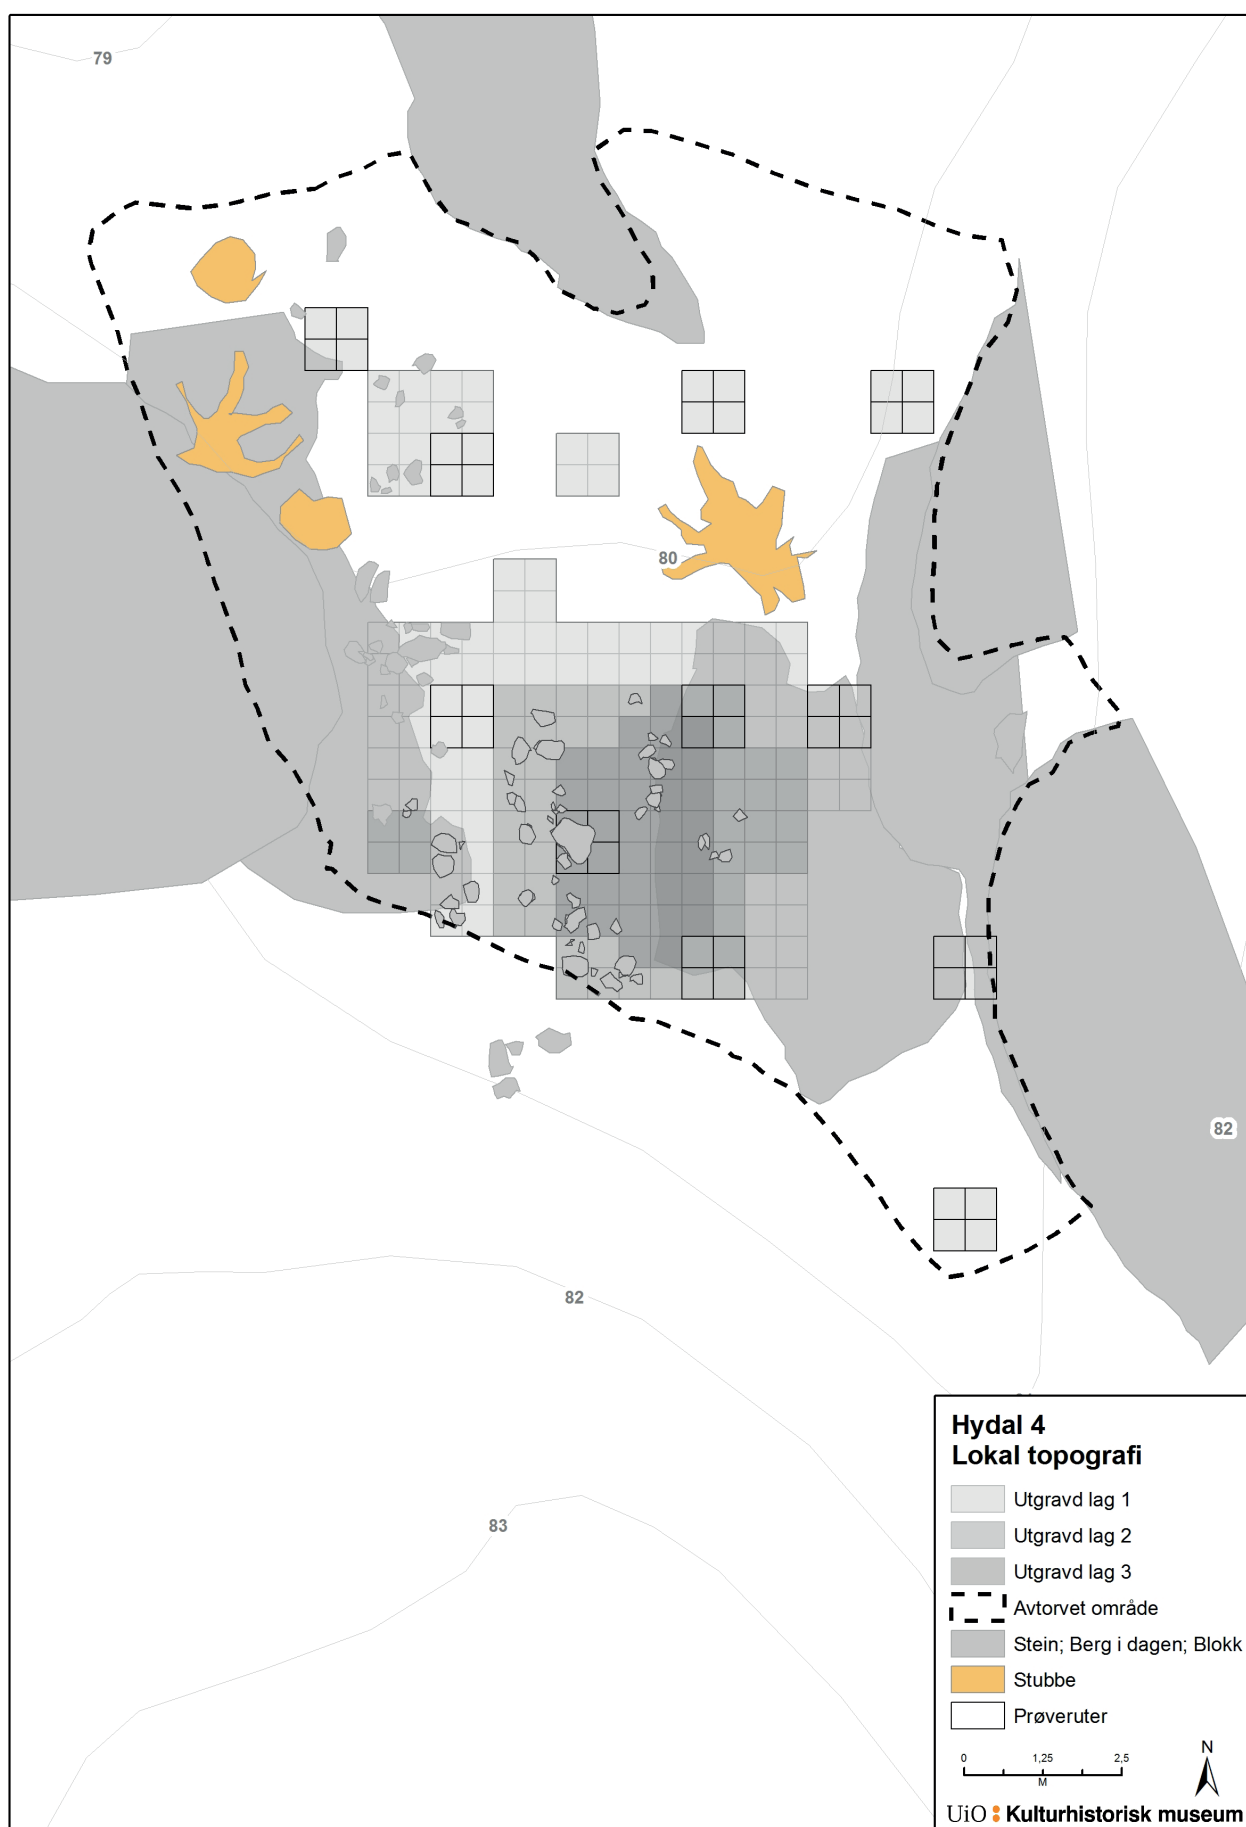 79
80
82
82
83
Hydal 4
Lokal topografi
Utgravd lag 1
Utgravd lag 2
Utgravd lag 3
Avtorvet område
Stein; Berg i dagen; Blokk
Stubbe
Prøveruter
N
0 1,25 2,5
M
UiO Kulturhistorisk museum